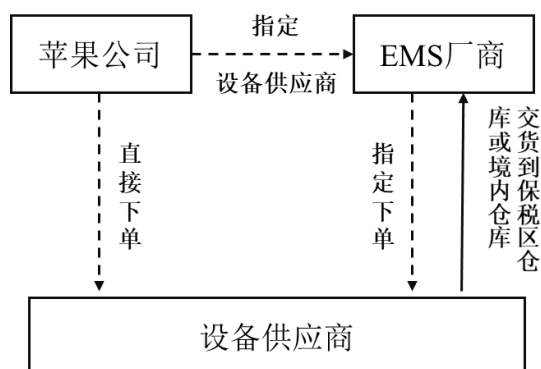 苹果公司
指定
设备供应商
EMS厂商
直接下单
指定下单
交货到保税区仓
库或境内仓库
设备供应商